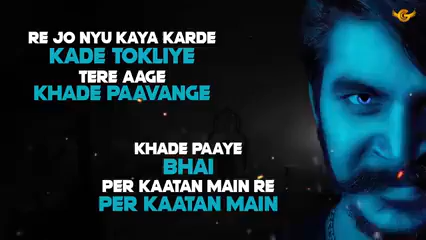 RE JO NYU KAYA KARDE
KADE TOKLIYE
TERE AAGE
KHADE PAAVANGE
KHADE PAAYE
BHAI
PER KAATAN MAIN RE
PER KAATAN MAIN